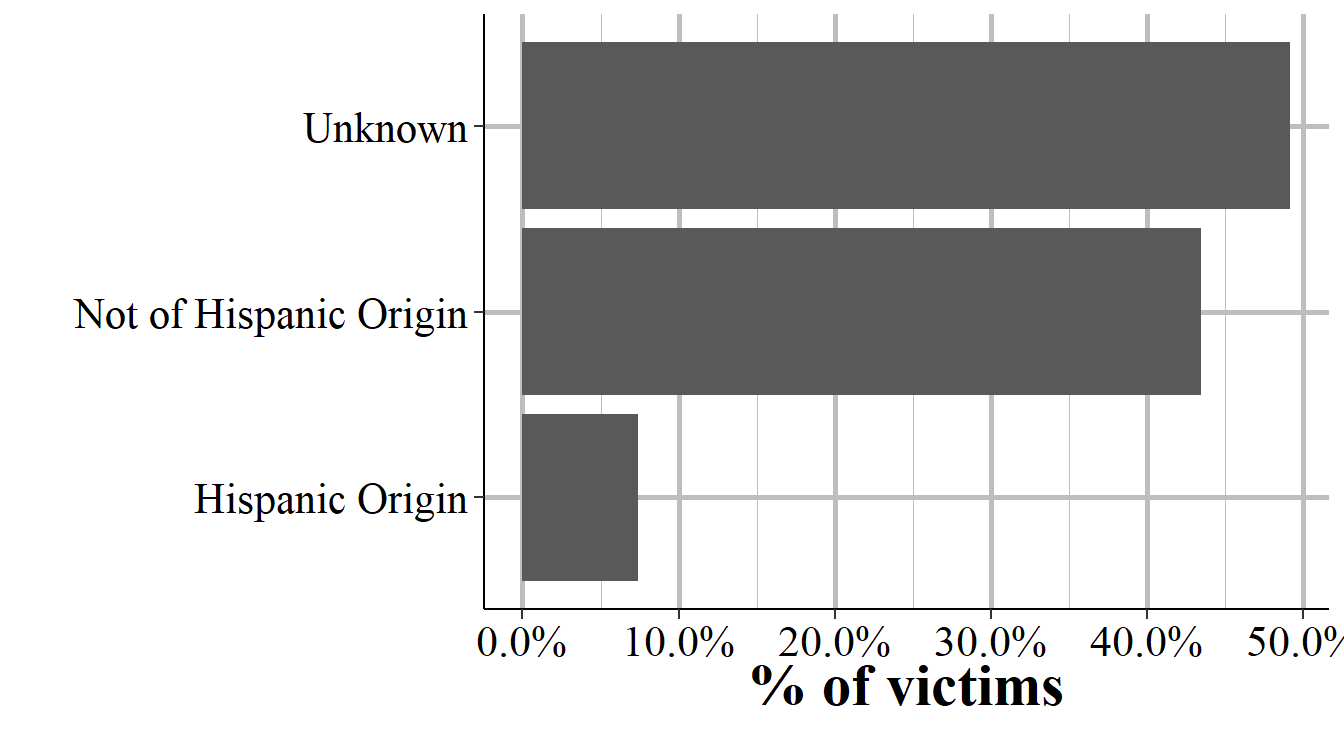 Unknown
Not of Hispanic Origin
Hispanic Origin
0.0% 10.0% 20.0% 30.0% 40.0% 50.0%
% of victims